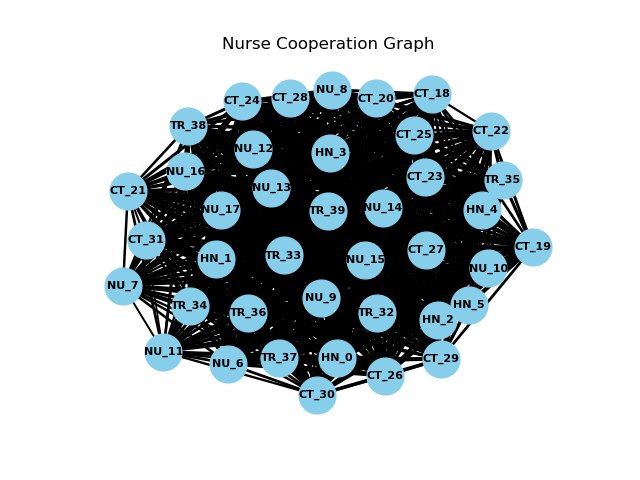 Nurse Cooperation Graph
NU_8
CT_18
CT_28
CT_20
CT_24
TR_38
CT_22
CT_25
NU_12
HN_3
NU_16
CT_23
TR_35
NU_13
CT_21
NU_14
NU_17
TR_39
HN_4
CT_31
CT_19
CT_27
TR_33
HN_1
NU_15
NU_10
NU_7
NU_9
HN_5
TR_34
TR_36
TR_32
HN_2
NU_11
TR_37
HN_0
CT_29
NU_6
CT_26
CT_30